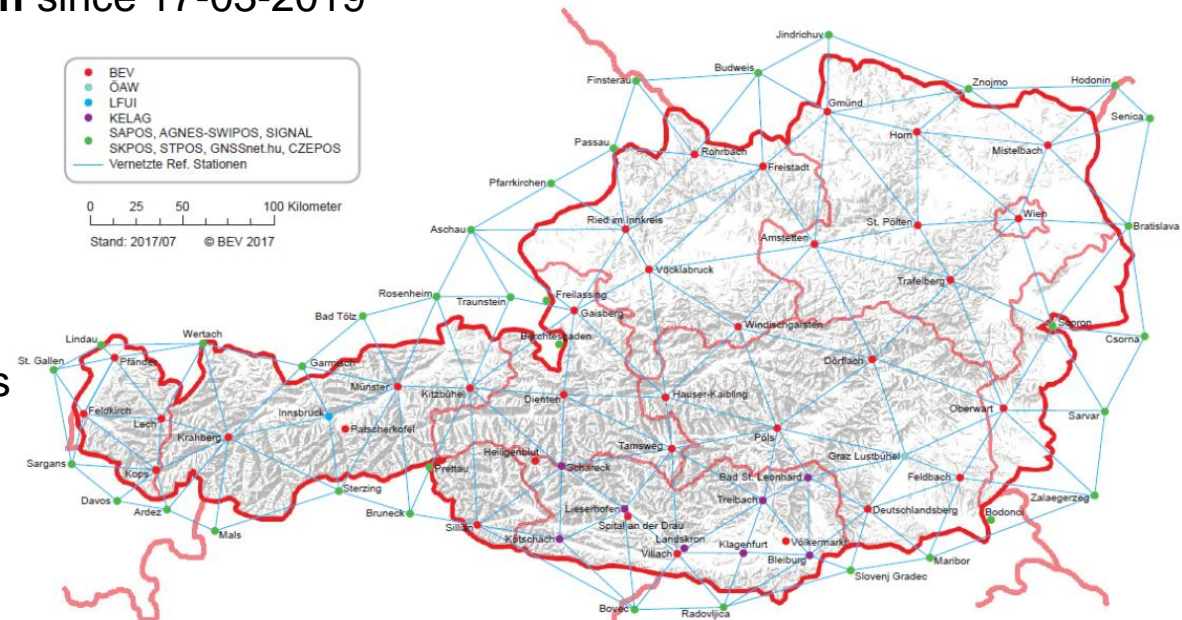 n since 17-05-2019
BEV
ÖAW
LFUI
KELAG
SAPOS, AGNES-SWIPOS, SIGNAL
SKPOS, STPOS, GNSSnet.hu, CZEPOS
Vernetzte Ref. Stationen
0 25 50 100 Kilometer
Stand: 2017/07 © BEV 2017
s
Jindrichuv
Budweis
Finsterau
Znojmo
Hodonin
Gmünd
Senica
Horn
Passau
Rohrbach
Mistelbach
Freistadt
Pfarrkirchen
Ried im Innkreis
St. Pölten
Wien
Aschau
Amstetten
Bratislava
Vöcklabruck
Trafelberg
Rosenheim
Traunstein
Freilassing
Gaisberg
Bad Tölz
Windischgarsten
Sopron
Lindau
Wertach
Berchtesgaden
Csorna
St. Gallen
Pfänder
Garmisch
Dörflach
Münster
Kitzbühel
Dienten
Hauser-Kaibling
Feldkirch
Innsbruck
Oberwart
Sarvar
Lech
Krahberg
Patscherkofel
Pöls
Tamsweg
Heiligenblut
Graz Lustbühel
Sargans
Kops
Prettau
Schareck
Bad St. Leonhard
Feldbach
Davos
Ardez
Sterzing
Treibach
Zalaegerzeg
Bruneck
Lieserhofen
Deutschlandsberg
Bodonci
Mals
Sillian
Spital an der Drau
Kötschach
Landskron
Klagenfurt
Völkermarkt
Villach
Bleiburg
Maribor
Slovenj Gradec
Bovec
Radovljica